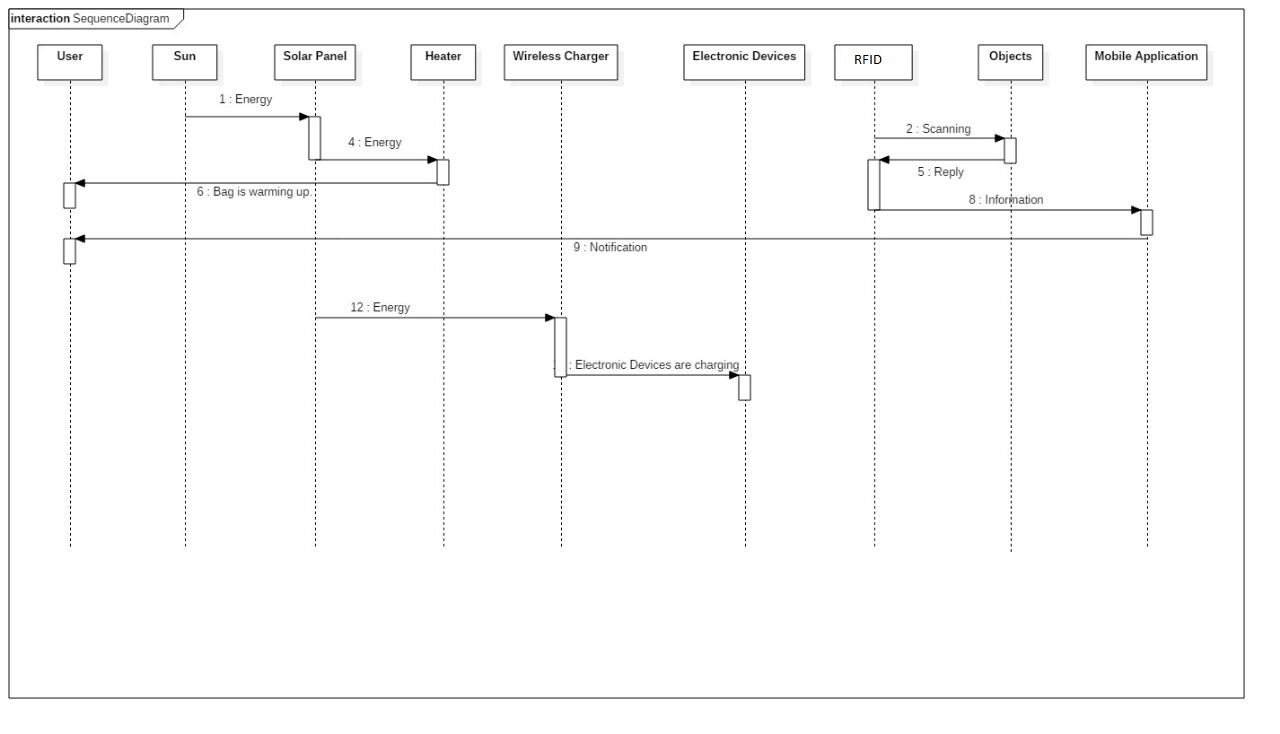 interaction SequenceDiagram
User
Sun
Solar Panel
Heater
Wireless Charger
Electronic Devices
RFID
Objects
Mobile Application
1 : Energy
2 : Scanning
4 : Energy
5 : Reply
6 : Bag is warming up.
8 : Information
9 : Notification
12 : Energy
: Electronic Devices are charging